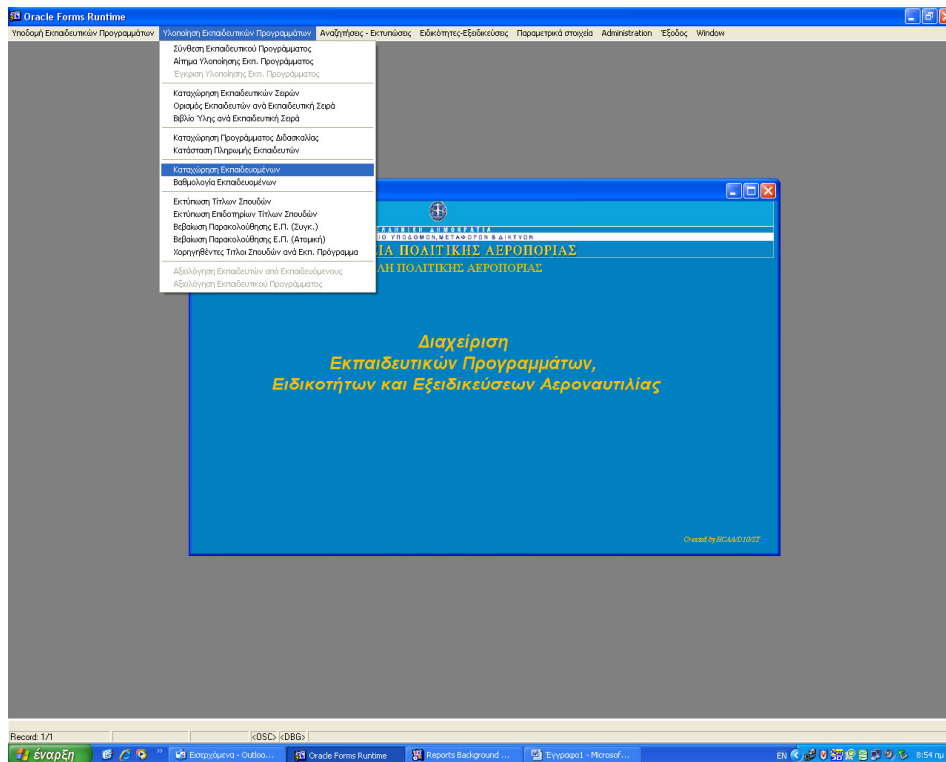 Oracle Forms Runtime
Υποδομή Εκπαιδευτικών Προγραμμάτων Υλοποίηση Εκπαιδευτικών Προγραμμάτων Αναζητήσεις - Εκτυπώσεις Ειδικότητες-Εξειδικεύσεις Παραμετρικά στοιχεία Administration Έξοδος Window
Σύνθεση Εκπαιδευτικού Προγράμματος
Αίτημα Υλοποίησης Εκπ. Προγράμματος
Έγκριση Υλοποίησης Εκπ. Προγράμματος
Καταχώρηση Εκπαιδευτικών Σειρών
Ορισμός Εκπαιδευτών ανά Εκπαιδευτική Σειρά
Βιβλίο Ύλης ανά Εκπαιδευτική Σειρά
Καταχώρηση Προγράμματος Διδασκαλίας
Κατάσταση Πληρωμής Εκπαιδευτών
Καταχώρηση Εκπαιδευομένων
Βαθμολογία Εκπαιδευομένων
Εκτύπωση Τίτλων Σπουδών
Εκτύπωση Επιδοτηρίων Τίτλων Σπουδών
Βεβαίωση Παρακολούθησης Ε.Π. (Συγκ.)
Βεβαίωση Παρακολούθησης Ε.Π. (Ατομική)
Χορηγηθέντες Τιτλοι Σπουδών ανά Εκπ. Πρόγραμμα
Αξιολόγηση Εκπαιδευτών από Εκπαιδευόμενους
Αξιολόγηση Εκπαιδευτικού Προγράμματος
ΕΛΛΗΝΙΚΗ ΔΗΜΟΚΡΑΤΙΑ
ΙΟ ΥΠΟΔΟΜΩΝ, ΜΕΤΑΦΟΡΩΝ & ΔΙΚΤΥΩΝ
ΙΑ ΠΟΛΙΤΙΚΗΣ ΑΕΡΟΠΟΡΙΑΣ
ΛΗ ΠΟΛΙΤΙΚΗΣ ΑΕΡΟΠΟΡΙΑΣ
Διαχείριση
Εκπαιδευτικών Προγραμμάτων,
Ειδικοτήτων και Εξειδικεύσεων Αεροναυτιλίας
Created by HCAA/D10/ST
Record: 1/1 <OSC> <DBG>
έναρξη Εισερχόμενα - Outloo... Oracle Forms Runtime Reports Background ... Έγγραφο1 - Microsof... EN 8:54 πμ